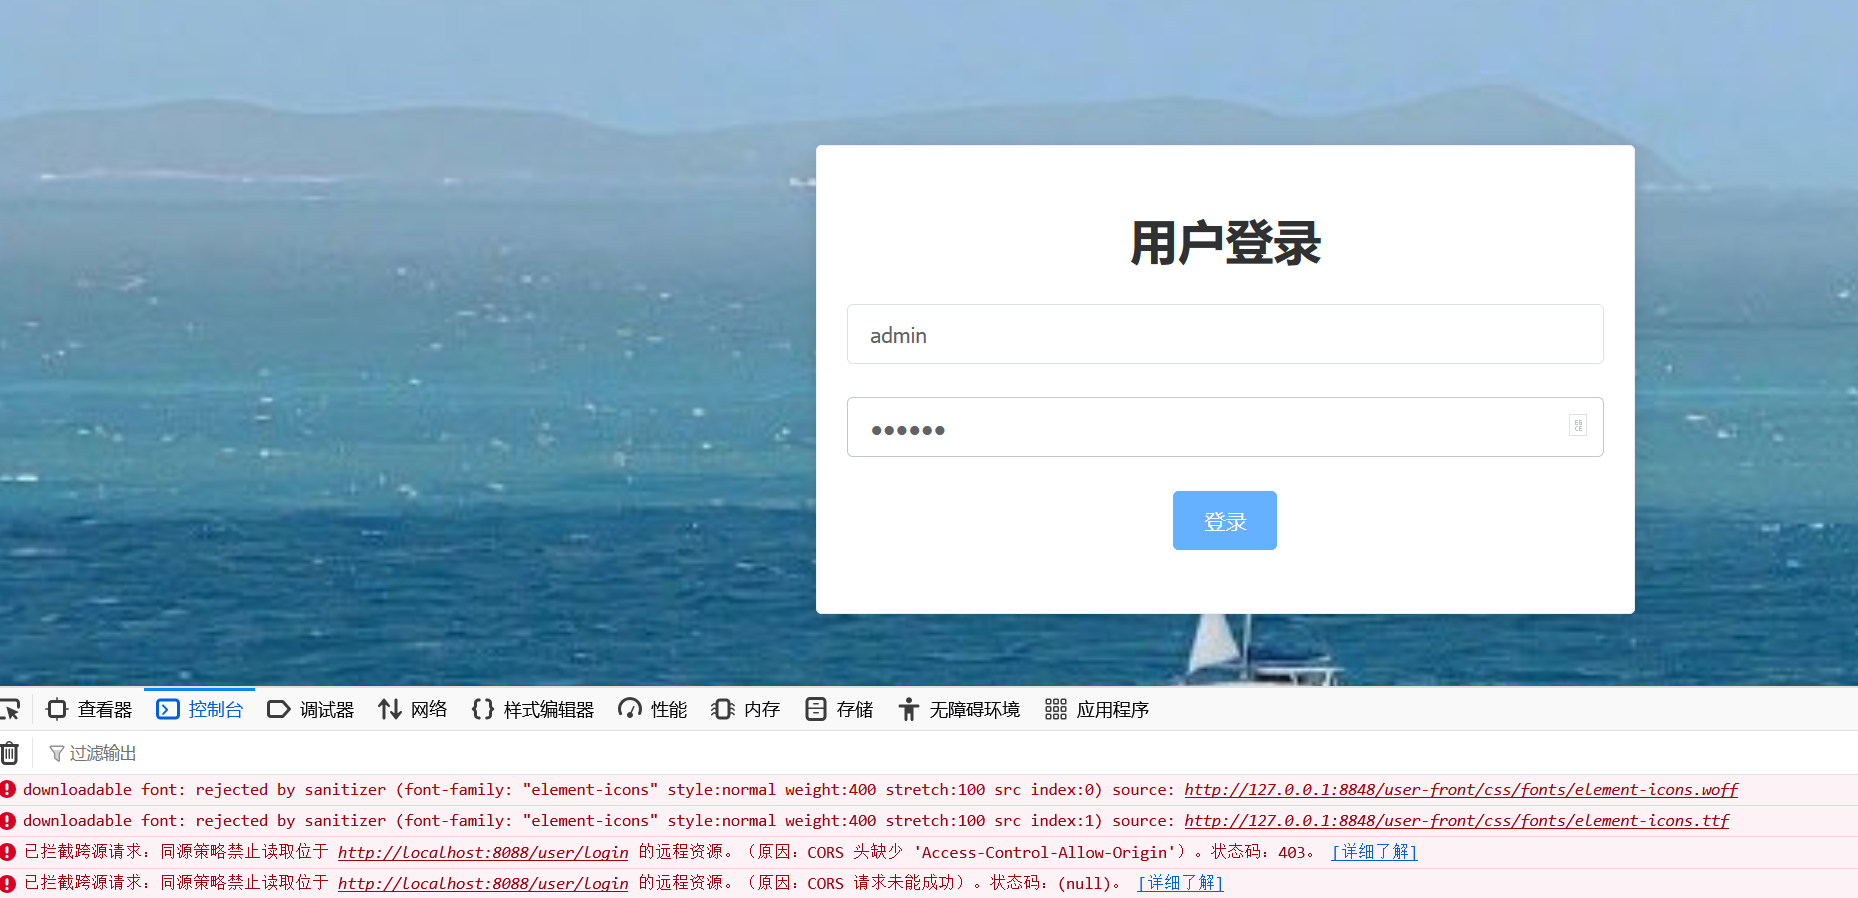 用户登录
admin
••••••
登录
查看器 控制台 调试器 网络 样式编辑器 性能 内存 存储 无障碍环境 应用程序
过滤输出
downloadable font: rejected by sanitizer (font-family: "element-icons" style:normal weight:400 stretch:100 src index:0) source: http://127.0.0.1:8848/user-front/css/fonts/element-icons.woff
downloadable font: rejected by sanitizer (font-family: "element-icons" style:normal weight:400 stretch:100 src index:1) source: http://127.0.0.1:8848/user-front/css/fonts/element-icons.ttf
已拦截跨源请求：同源策略禁止读取位于 http://localhost:8088/user/login 的远程资源。（原因：CORS 头缺少 'Access-Control-Allow-Origin'）。状态码：403。 [详细了解]
已拦截跨源请求：同源策略禁止读取位于 http://localhost:8088/user/login 的远程资源。（原因：CORS 请求未能成功）。状态码：(null)。 [详细了解]